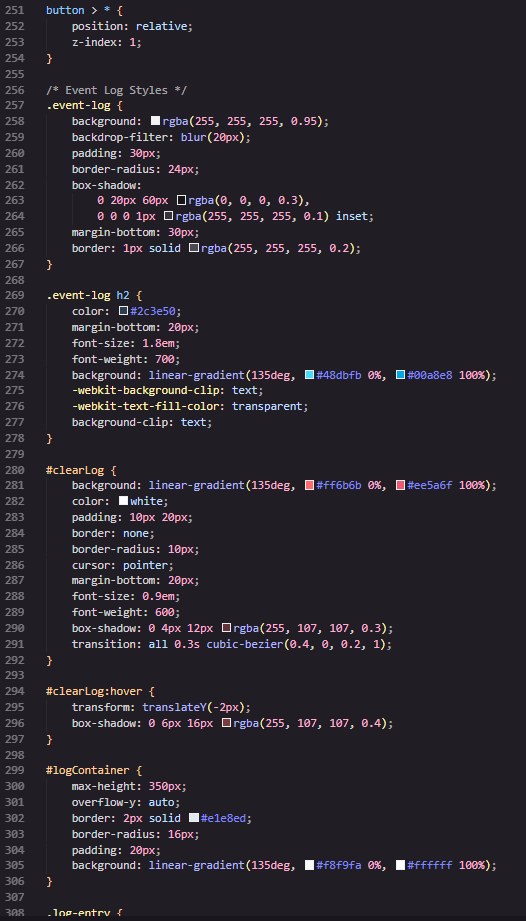 251 button > * {
252     position: relative;
253     z-index: 1;
254 }
255
256 /* Event Log Styles */
257 .event-log {
258     background: rgba(255, 255, 255, 0.95);
259     backdrop-filter: blur(20px);
260     padding: 30px;
261     border-radius: 24px;
262     box-shadow:
263         0 20px 60px rgba(0, 0, 0, 0.3),
264         0 0 0 1px rgba(255, 255, 255, 0.1) inset;
265     margin-bottom: 30px;
266     border: 1px solid rgba(255, 255, 255, 0.2);
267 }
268
269 .event-log h2 {
270     color: #2c3e50;
271     margin-bottom: 20px;
272     font-size: 1.8em;
273     font-weight: 700;
274     background: linear-gradient(135deg, #48dbfb 0%, #00a8e8 100%);
275     -webkit-background-clip: text;
276     -webkit-text-fill-color: transparent;
277     background-clip: text;
278 }
279
280 #clearLog {
281     background: linear-gradient(135deg, #ff6b6b 0%, #ee5a6f 100%);
282     color: white;
283     padding: 10px 20px;
284     border: none;
285     border-radius: 10px;
286     cursor: pointer;
287     margin-bottom: 20px;
288     font-size: 0.9em;
289     font-weight: 600;
290     box-shadow: 0 4px 12px rgba(255, 107, 107, 0.3);
291     transition: all 0.3s cubic-bezier(0.4, 0, 0.2, 1);
292 }
293
294 #clearLog:hover {
295     transform: translateY(-2px);
296     box-shadow: 0 6px 16px rgba(255, 107, 107, 0.4);
297 }
298
299 #logContainer {
300     max-height: 350px;
301     overflow-y: auto;
302     border: 2px solid #e1e8ed;
303     border-radius: 16px;
304     padding: 20px;
305     background: linear-gradient(135deg, #f8f9fa 0%, #ffffff 100%);
306 }
307
308 .log-entry {